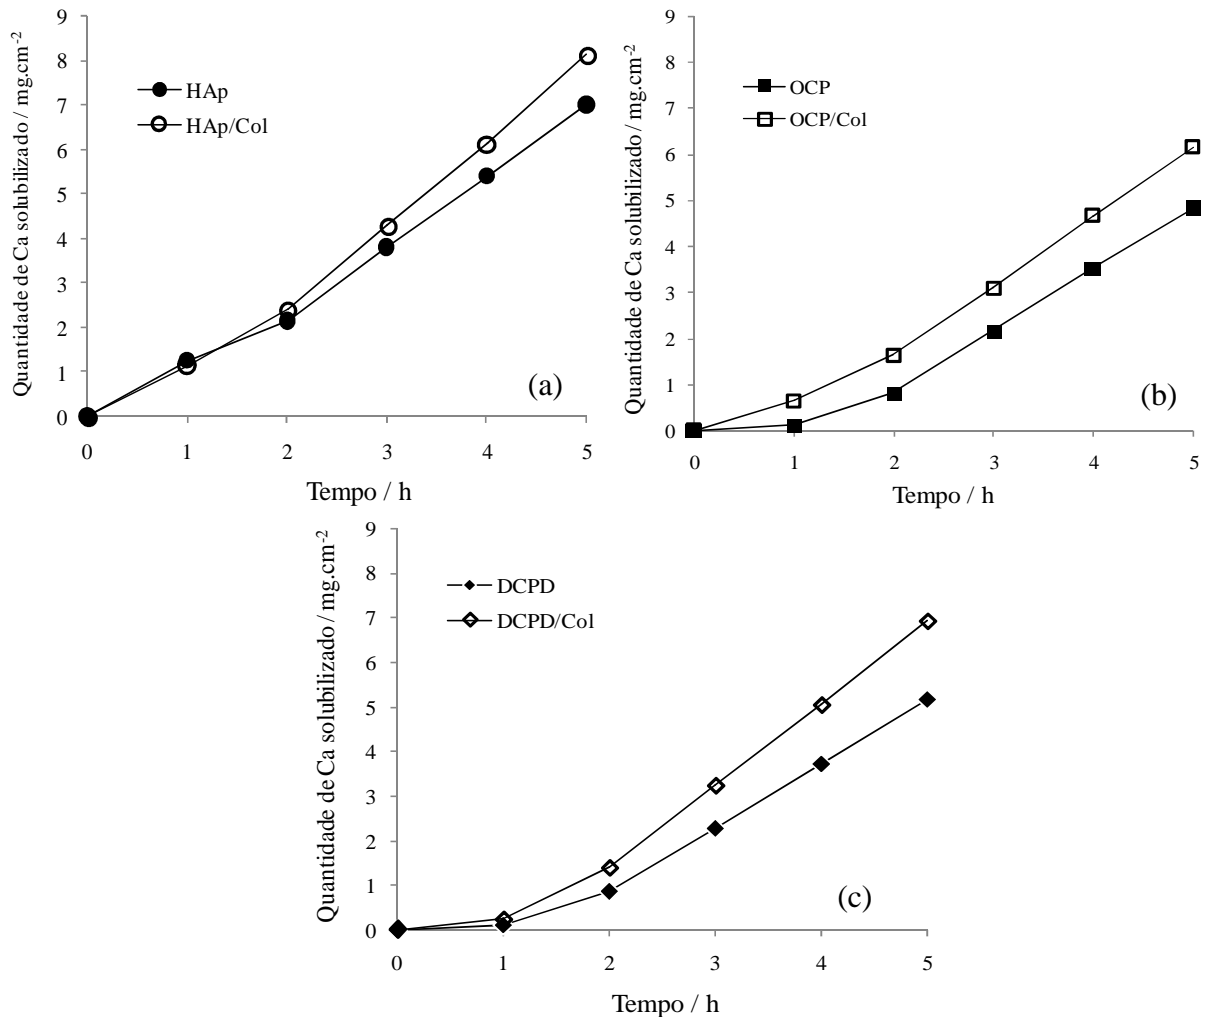 Quantidade de Ca solubilizado / mg.cm-2
9
8
7
6
5
4
3
2
1
0
HAp
HAp/Col
(a)
0 1 2 3 4 5
Tempo / h
Quantidade de Ca solubilizado / mg.cm-2
9
8
7
6
5
4
3
2
1
0
OCP
OCP/Col
(b)
0 1 2 3 4 5
Tempo / h
Quantidade de Ca solubilizado / mg.cm-2
9
8
7
6
5
4
3
2
1
0
DCPD
DCPD/Col
(c)
0 1 2 3 4 5
Tempo / h